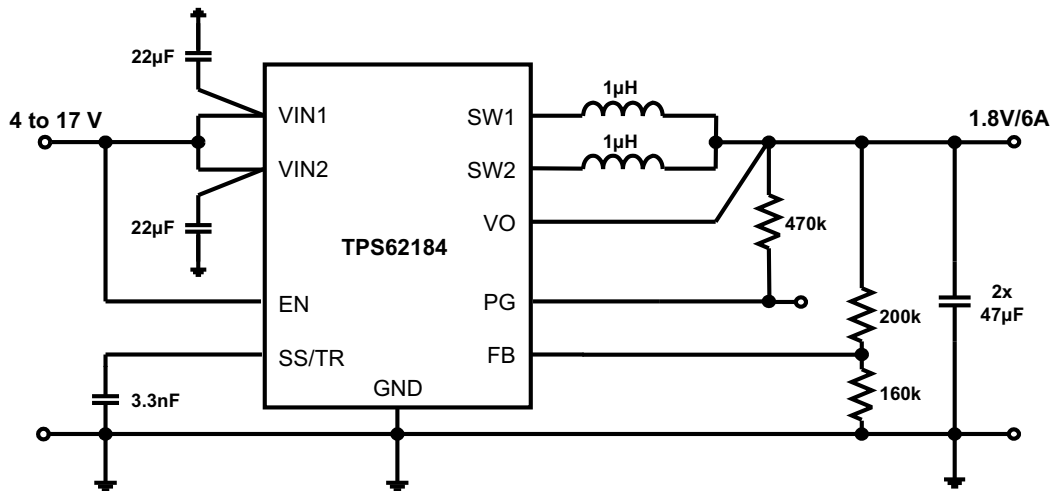 22µF
1µH
4 to 17 V
VIN1
SW1
1.8V/6A
1µH
VIN2
SW2
22µF
VO
470k
TPS62184
EN
PG
2x
47µF
200k
SS/TR
FB
GND
3.3nF
160k